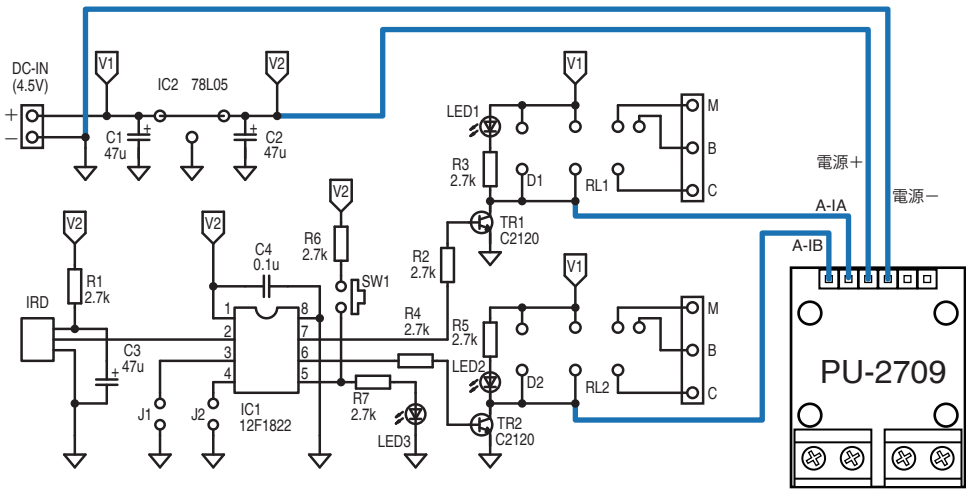 DC-IN
(4.5V)
+
−
V1
IC2 78L05
V2
C1
47u
+
C2
47u
+
V1
LED1
R3
2.7k
D1
RL1
M
B
C
TR1
C2120
電源+
電源−
A-IA
A-IB
V2
R1
2.7k
IRD
C3
47u
+
V2
C4
0.1u
V2
R6
2.7k
SW1
R2
2.7k
1
2
3
4
8
7
6
5
R4
2.7k
R7
2.7k
J1
J2
IC1
12F1822
LED3
V1
R5
2.7k
LED2
D2
RL2
M
B
C
TR2
C2120
PU-2709